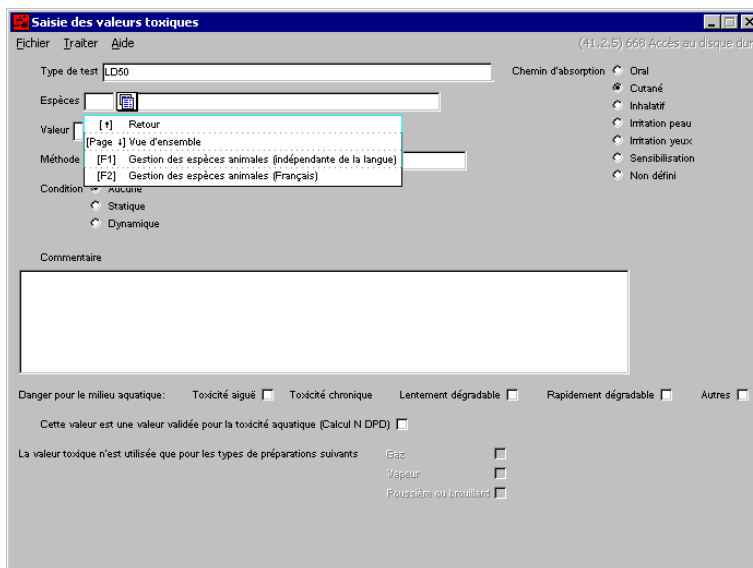 Saisie des valeurs toxiques
Fichier Traiter Aide (41.2.5) 668 Accès au disque dur
Type de test LD50 Chemin d'absorption Oral
Cutané
Espèces Inhalatif
[↑] Retour Irritation peau
Valeur
[Page ↓] Vue d'ensemble Irritation yeux
Méthode [F1] Gestion des espèces animales (indépendante de la langue) Sensibilisation
[F2] Gestion des espèces animales (Français) Non défini
Condition Aucune
Statique
Dynamique
Commentaire
Danger pour le milieu aquatique: Toxicité aiguë Toxicité chronique Lentement dégradable Rapidement dégradable Autres
Cette valeur est une valeur validée pour la toxicité aquatique (Calcul N DPD)
La valeur toxique n'est utilisée que pour les types de préparations suivants Gaz
Vapeur
Poussière ou brouillard